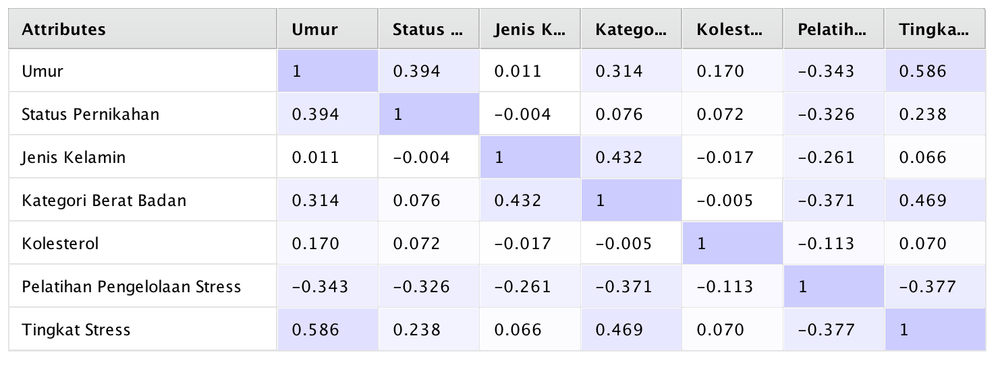 Attributes Umur Status ... Jenis K... Katego... Kolest... Pelatih... Tingka...
Umur 1 0.394 0.011 0.314 0.170 −0.343 0.586
Status Pernikahan 0.394 1 −0.004 0.076 0.072 −0.326 0.238
Jenis Kelamin 0.011 −0.004 1 0.432 −0.017 −0.261 0.066
Kategori Berat Badan 0.314 0.076 0.432 1 −0.005 −0.371 0.469
Kolesterol 0.170 0.072 −0.017 −0.005 1 −0.113 0.070
Pelatihan Pengelolaan Stress −0.343 −0.326 −0.261 −0.371 −0.113 1 −0.377
Tingkat Stress 0.586 0.238 0.066 0.469 0.070 −0.377 1